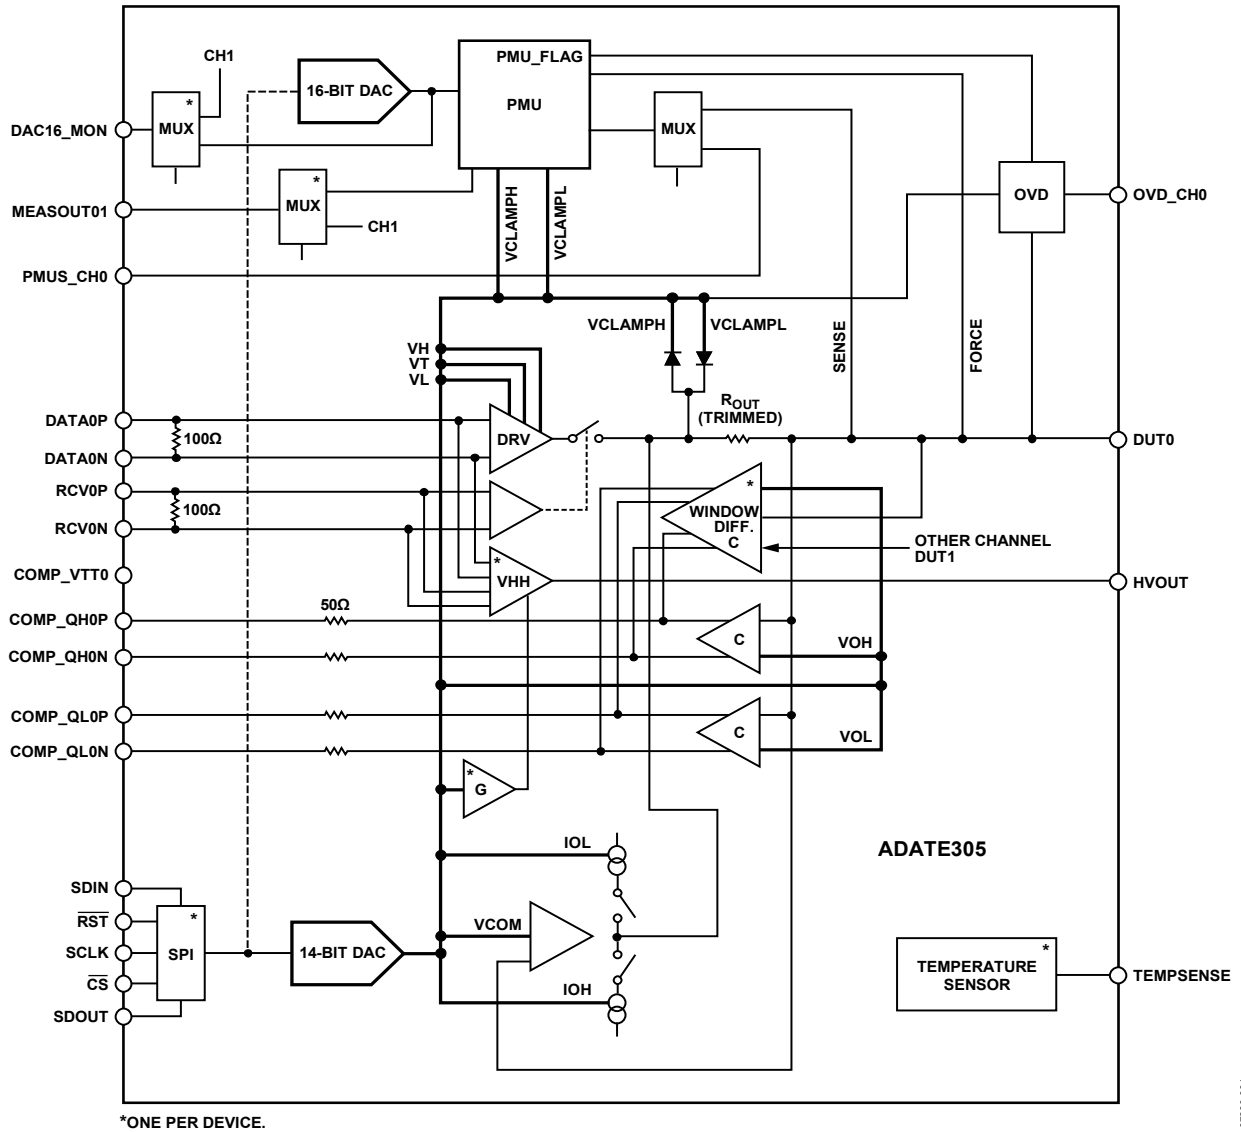 CH1
16-BIT DAC
PMU_FLAG
PMU
*
MUX
MUX
DAC16_MON
*
MUX
CH1
MEASOUT01
VCLAMPH
VCLAMPL
OVD
OVD_CH0
PMUS_CH0
VCLAMPH
VCLAMPL
SENSE
FORCE
VH
VT
VL
ROUT
(TRIMMED)
DATA0P
100Ω
DRV
DUT0
DATA0N
RCV0P
100Ω
RCV0N
*
WINDOW
DIFF.
C
OTHER CHANNEL
DUT1
COMP_VTT0
*
VHH
HVOUT
COMP_QH0P
50Ω
C
VOH
COMP_QH0N
COMP_QL0P
C
VOL
COMP_QL0N
*
G
IOL
ADATE305
SDIN
RST
SCLK
CS
SDOUT
*
SPI
14-BIT DAC
VCOM
IOH
*
TEMPERATURE
SENSOR
TEMPSENSE
*ONE PER DEVICE.